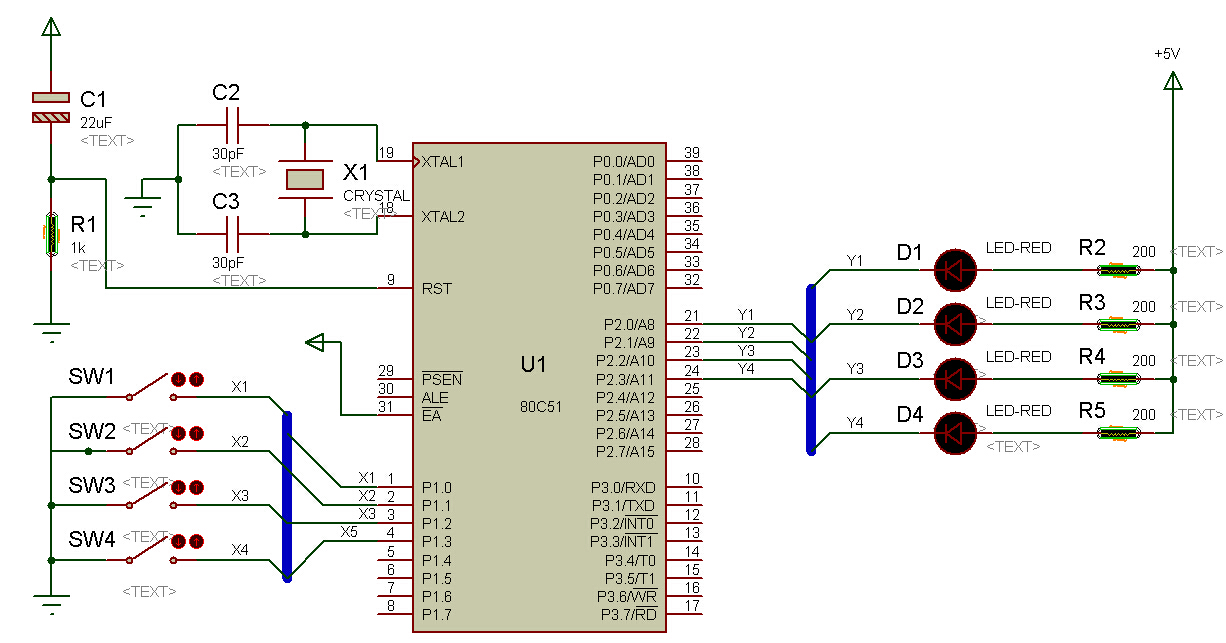 +5V
C1
22uF
<TEXT>
R1
1k
<TEXT>
C2
30pF
<TEXT>
C3
30pF
<TEXT>
X1
CRYSTAL
<TEXT>
19
XTAL1
18
XTAL2
9
RST
29
PSEN
30
ALE
31
EA
1
P1.0
2
P1.1
3
P1.2
4
P1.3
5
P1.4
6
P1.5
7
P1.6
8
P1.7
U1
80C51
P0.0/AD0
39
P0.1/AD1
38
P0.2/AD2
37
P0.3/AD3
36
P0.4/AD4
35
P0.5/AD5
34
P0.6/AD6
33
P0.7/AD7
32
P2.0/A8
21
P2.1/A9
22
P2.2/A10
23
P2.3/A11
24
P2.4/A12
25
P2.5/A13
26
P2.6/A14
27
P2.7/A15
28
P3.0/RXD
10
P3.1/TXD
11
P3.2/INT0
12
P3.3/INT1
13
P3.4/T0
14
P3.5/T1
15
P3.6/WR
16
P3.7/RD
17
SW1
X1
<TEXT>
SW2
X2
<TEXT>
SW3
X3
<TEXT>
SW4
X4
<TEXT>
X1
X2
X3
X5
Y1
Y2
Y3
Y4
Y1
D1
LED-RED
R2
200
<TEXT>
Y2
D2
LED-RED
R3
200
<TEXT>
Y3
D3
LED-RED
R4
200
<TEXT>
Y4
D4
LED-RED
<TEXT>
R5
200
<TEXT>